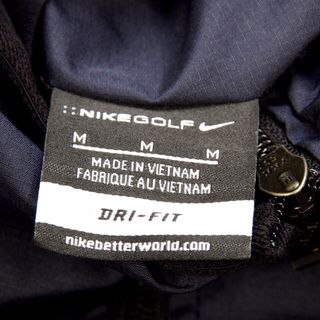 NIKEGOLF
M M M
MADE IN VIETNAM
FABRIQUE AU VIETNAM
DRI-FIT
nikebetterworld.com